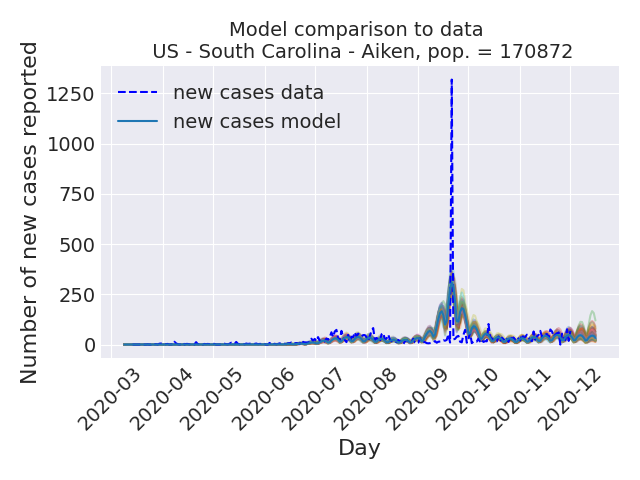 Model comparison to data
US - South Carolina - Aiken, pop. = 170872
Number of new cases reported
new cases data
new cases model
1250
1000
750
500
250
0
2020-03
2020-04
2020-05
2020-06
2020-07
2020-08
2020-09
2020-10
2020-11
2020-12
Day